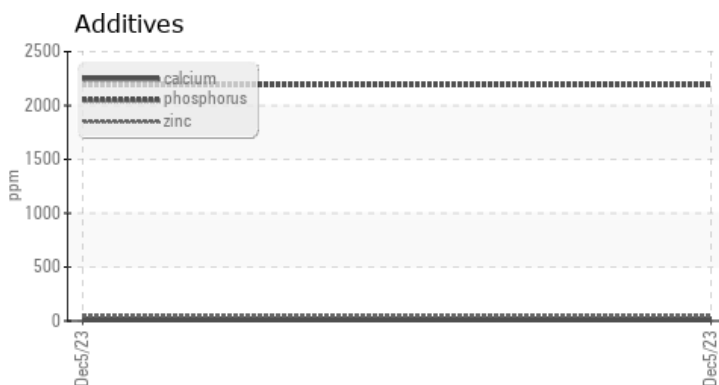 Additives
2500
2000
1500
1000
500
0
ppm
calcium
phosphorus
zinc
Dec5/23
Dec5/23